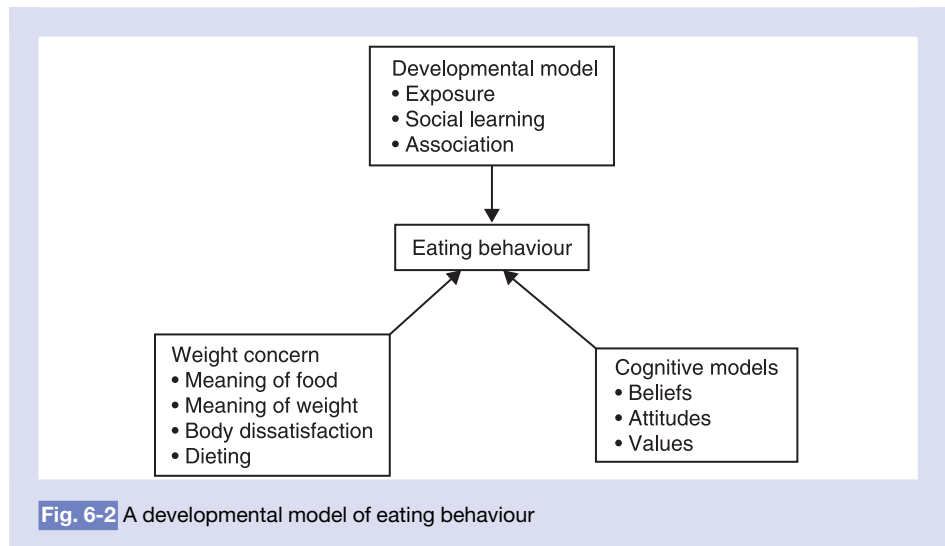 Developmental model
• Exposure
• Social learning
• Association
Eating behaviour
Weight concern
• Meaning of food
• Meaning of weight
• Body dissatisfaction
• Dieting
Cognitive models
• Beliefs
• Attitudes
• Values
Fig. 6-2 A developmental model of eating behaviour